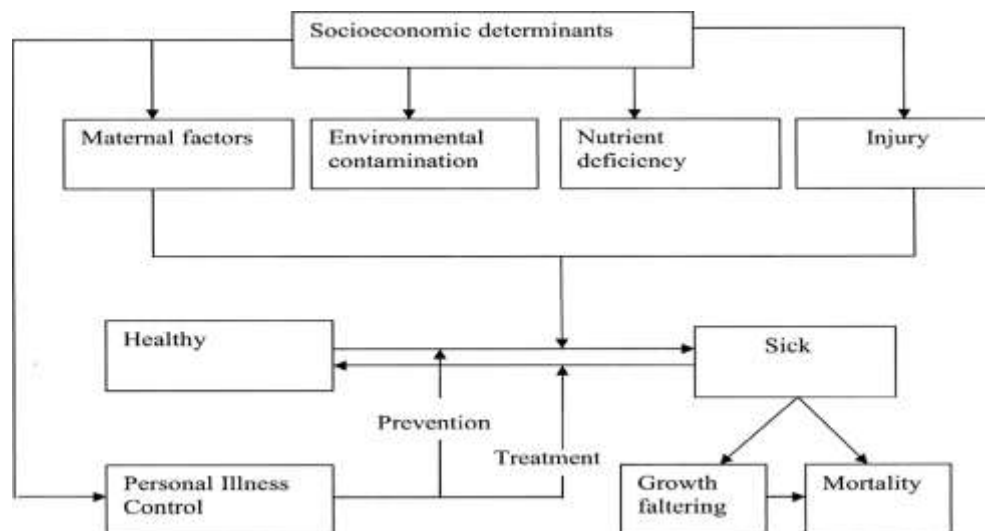 Socioeconomic determinants
Maternal factors
Environmental
contamination
Nutrient
deficiency
Injury
Healthy
Sick
Prevention
Treatment
Personal Illness
Control
Growth
faltering
Mortality